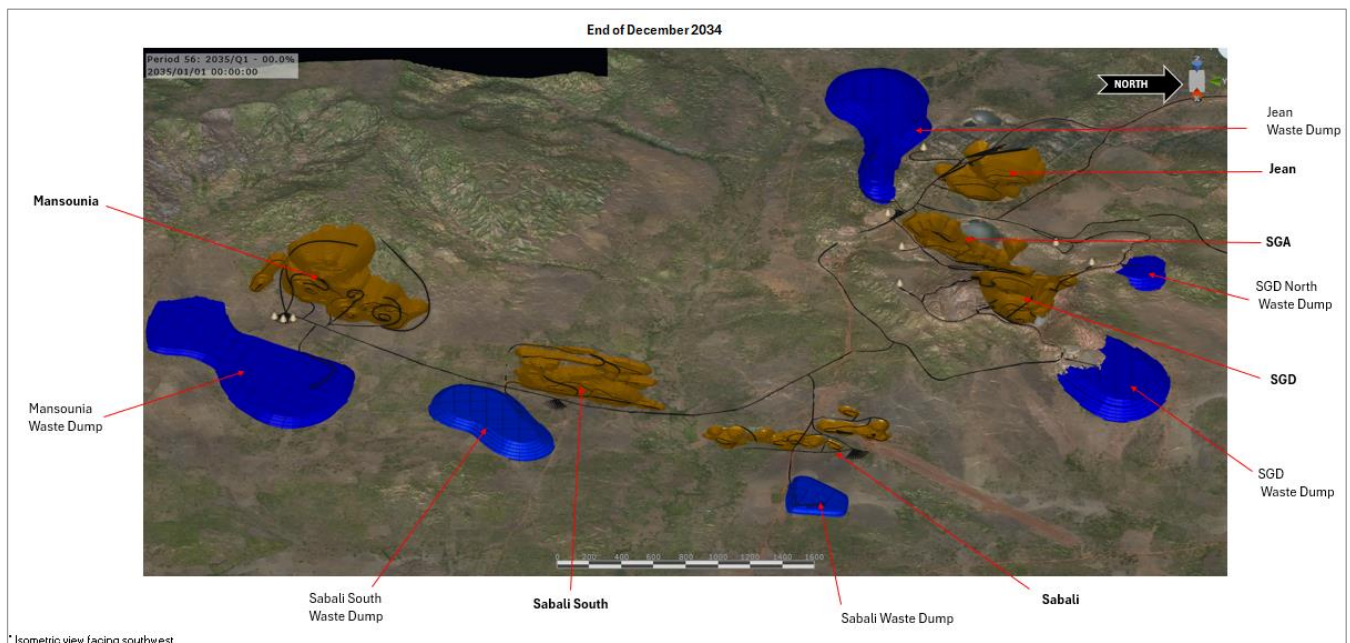 End of December 2034
Period 56: 2035/Q1 - 00.0%
2035/01/01 00:00:00
NORTH
Y
Jean
Waste Dump
Jean
Mansounia
SGA
SGD North
Waste Dump
SGD
Mansounia
Waste Dump
SGD
Waste Dump
0 200 400 600 800 1000 1200 1400 1600
Sabali South
Waste Dump
Sabali South
Sabali Waste Dump
Sabali
* Isometric view facing southwest